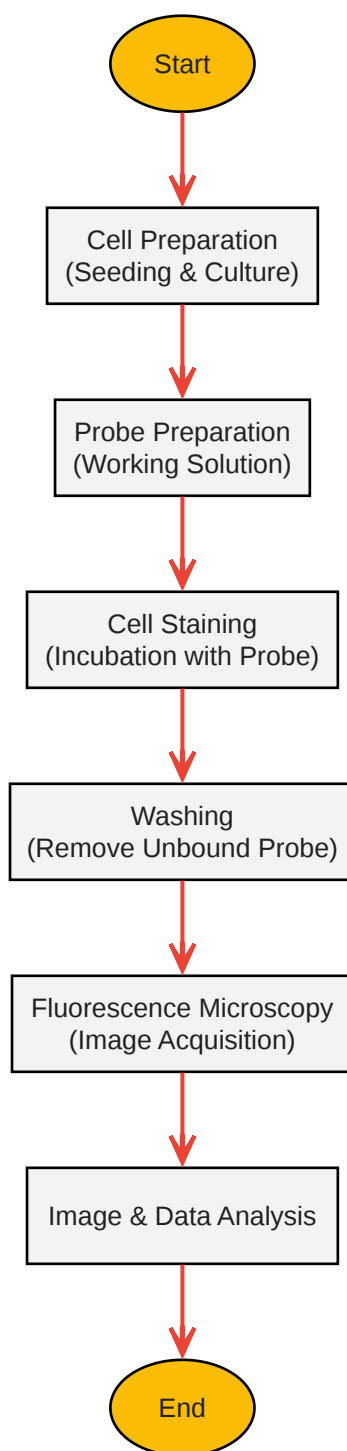 Start
Cell Preparation
(Seeding & Culture)
Probe Preparation
(Working Solution)
Cell Staining
(Incubation with Probe)
Washing
(Remove Unbound Probe)
Fluorescence Microscopy
(Image Acquisition)
Image & Data Analysis
End